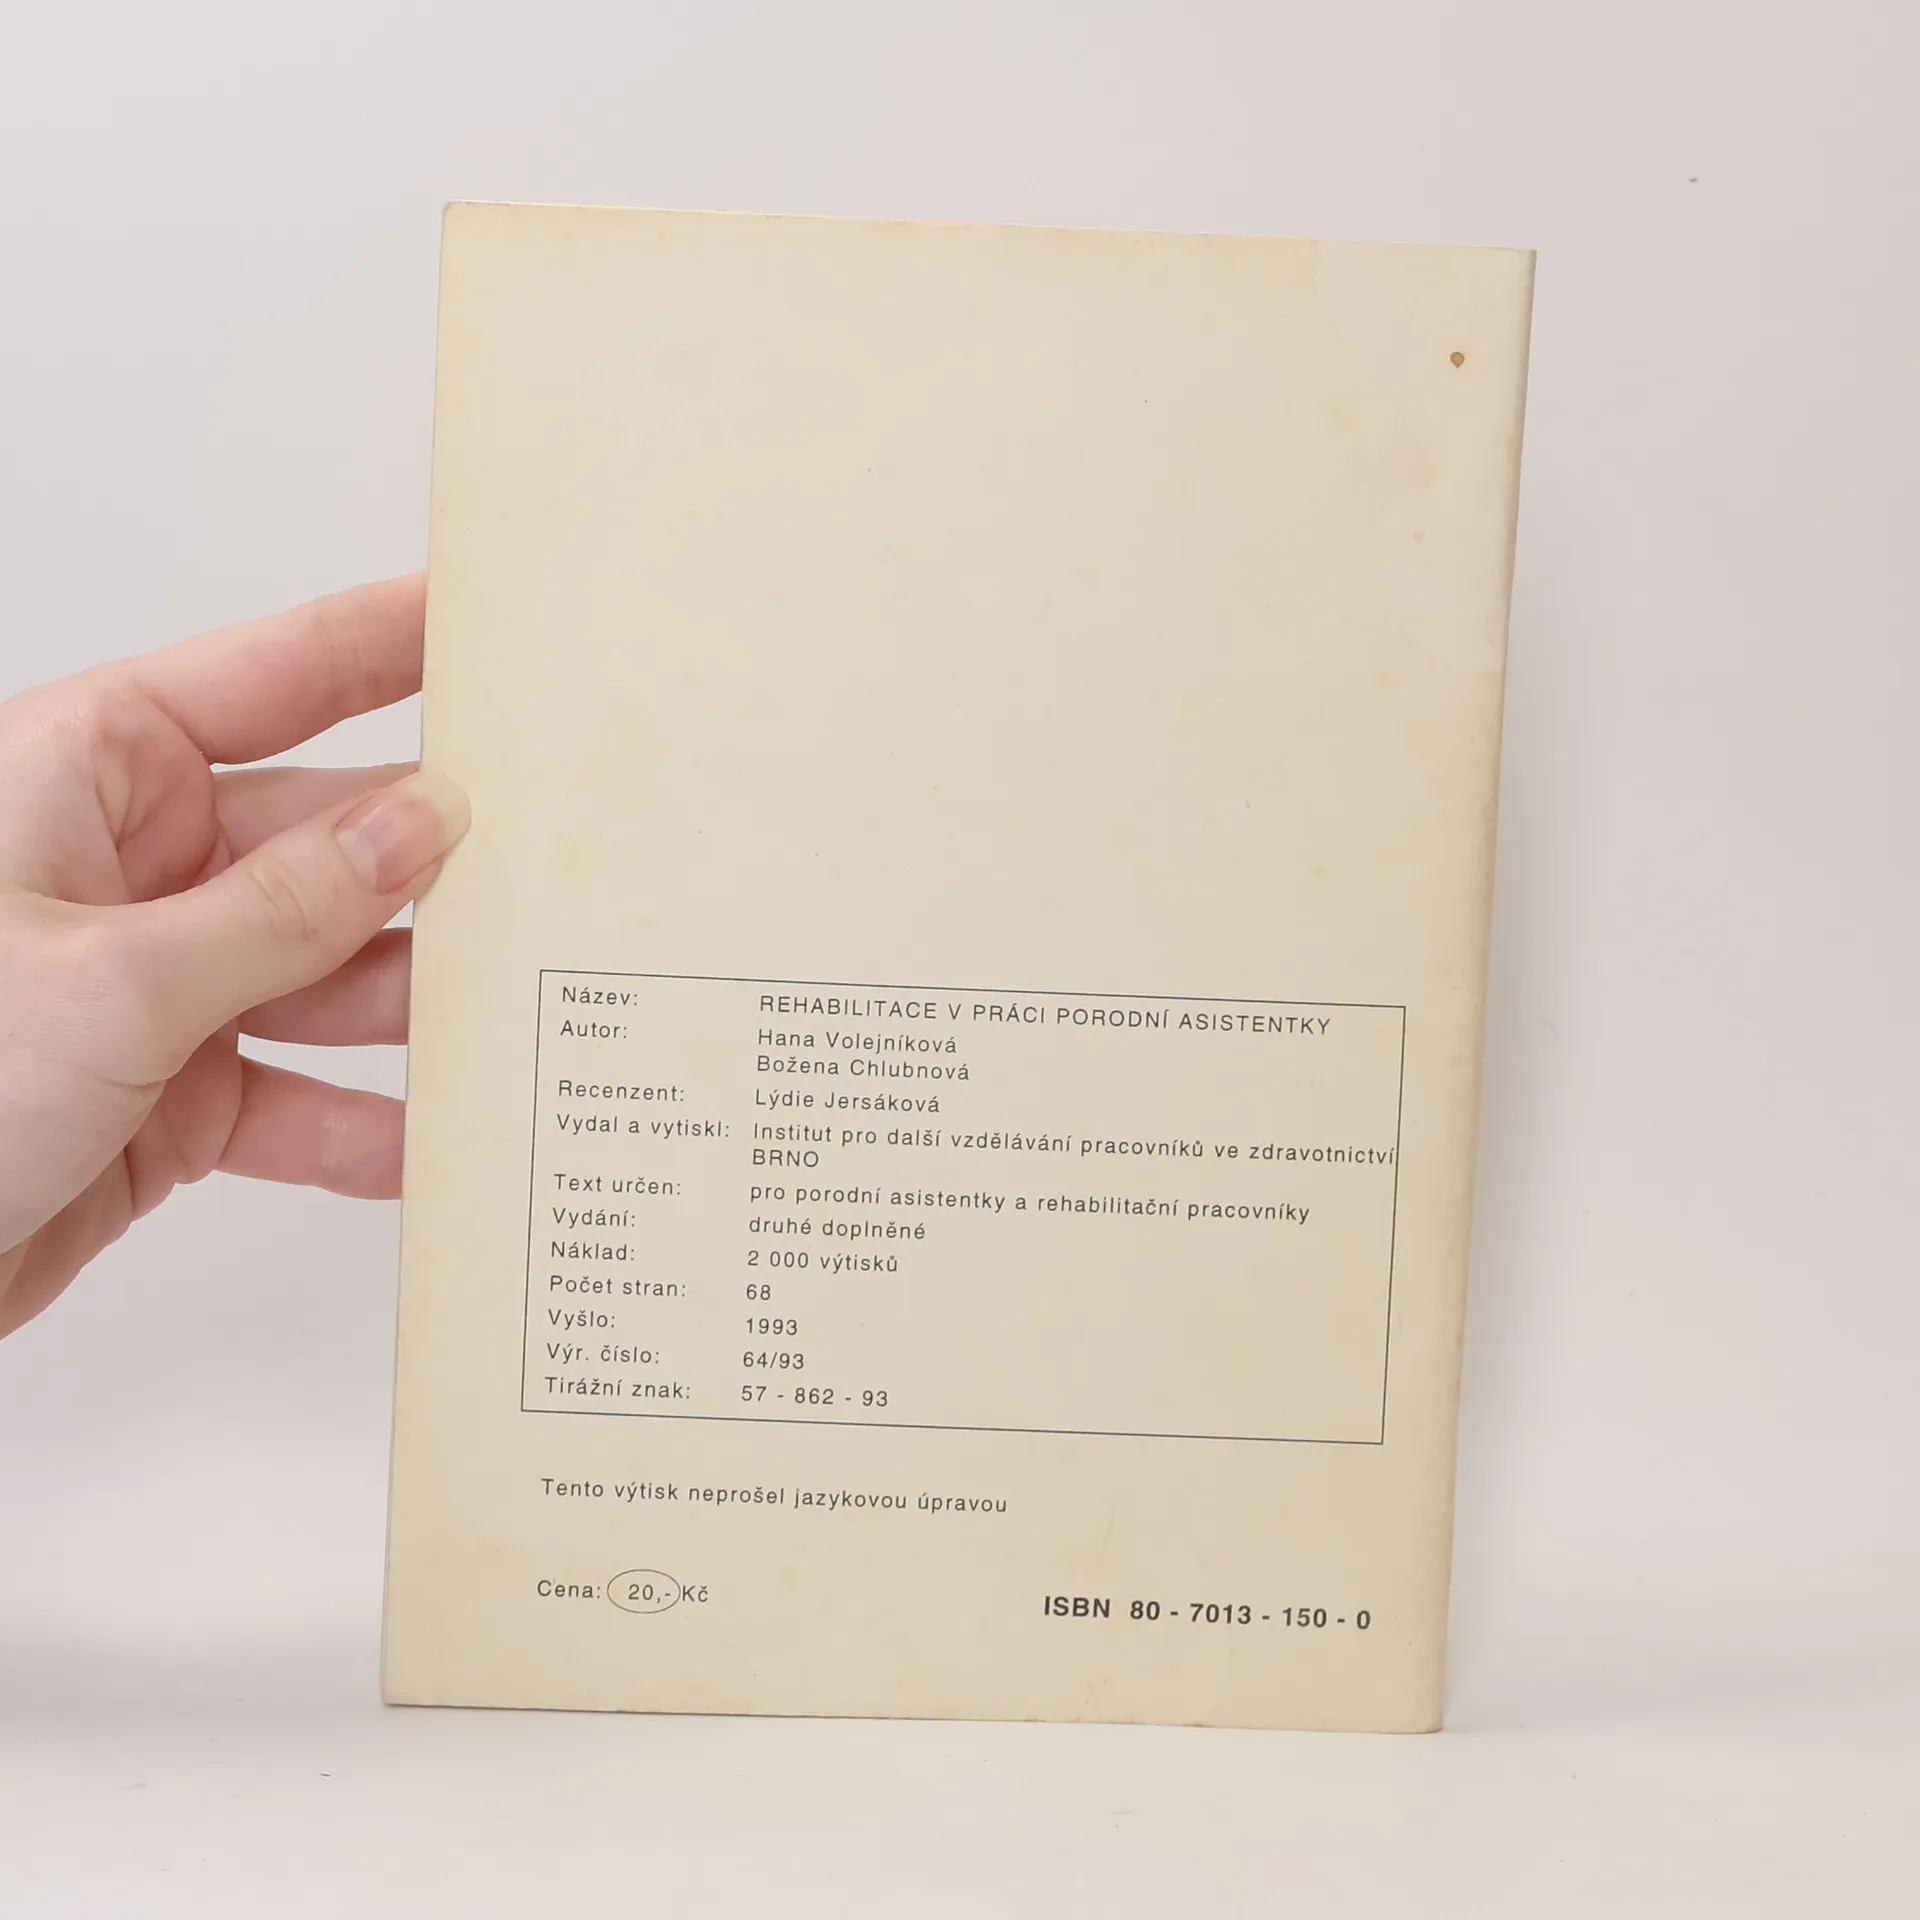 Název: REHABILITACE V PRÁCI PORODNÍ ASISTENTKY
Autor: Hana Volejníková
Božena Chlubnová
Recenzent: Lýdie Jersáková
Vydal a vytiskl: Institut pro další vzdělávání pracovníků ve zdravotnictví
BRNO
Text určen: pro porodní asistentky a rehabilitační pracovníky
Vydání: druhé doplněné
Náklad: 2 000 výtisků
Počet stran: 68
Vyšlo: 1993
Výr. číslo: 64/93
Tirážní znak: 57 - 862 - 93
Tento výtisk neprošel jazykovou úpravou
Cena: 20,- Kč
ISBN 80 - 7013 - 150 - 0